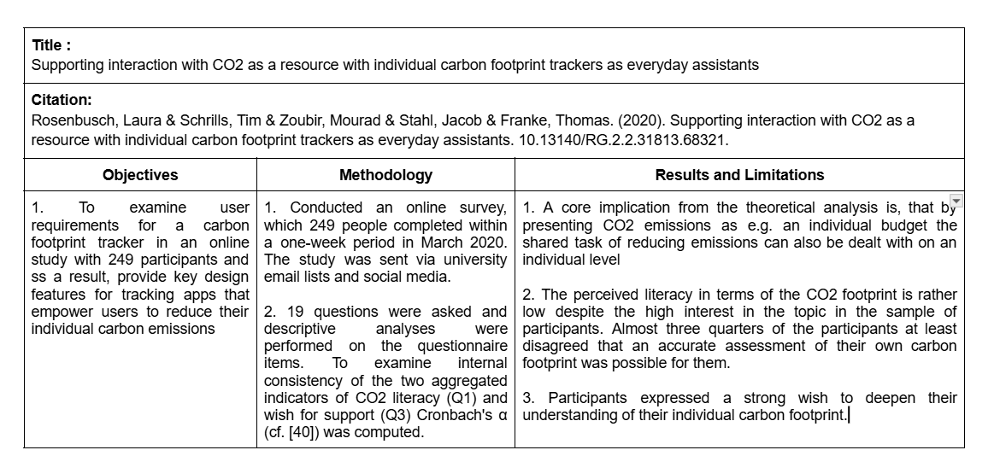 Title :
Supporting interaction with CO2 as a resource with individual carbon footprint trackers as everyday assistants
Citation:
Rosenbusch, Laura & Schrills, Tim & Zoubir, Mourad & Stahl, Jacob & Franke, Thomas. (2020). Supporting interaction with CO2 as a
resource with individual carbon footprint trackers as everyday assistants. 10.13140/RG.2.2.31813.68321.
Objectives
Methodology
Results and Limitations
1. To examine user
requirements for a carbon
footprint tracker in an online
study with 249 participants and
ss a result, provide key design
features for tracking apps that
empower users to reduce their
individual carbon emissions
1. Conducted an online survey,
which 249 people completed within
a one-week period in March 2020.
The study was sent via university
email lists and social media.
2. 19 questions were asked and
descriptive analyses were
performed on the questionnaire
items. To examine internal
consistency of the two aggregated
indicators of CO2 literacy (Q1) and
wish for support (Q3) Cronbach's α
(cf. [40]) was computed.
1. A core implication from the theoretical analysis is, that by
presenting CO2 emissions as e.g. an individual budget the
shared task of reducing emissions can also be dealt with on an
individual level
2. The perceived literacy in terms of the CO2 footprint is rather
low despite the high interest in the topic in the sample of
participants. Almost three quarters of the participants at least
disagreed that an accurate assessment of their own carbon
footprint was possible for them.
3. Participants expressed a strong wish to deepen their
understanding of their individual carbon footprint.